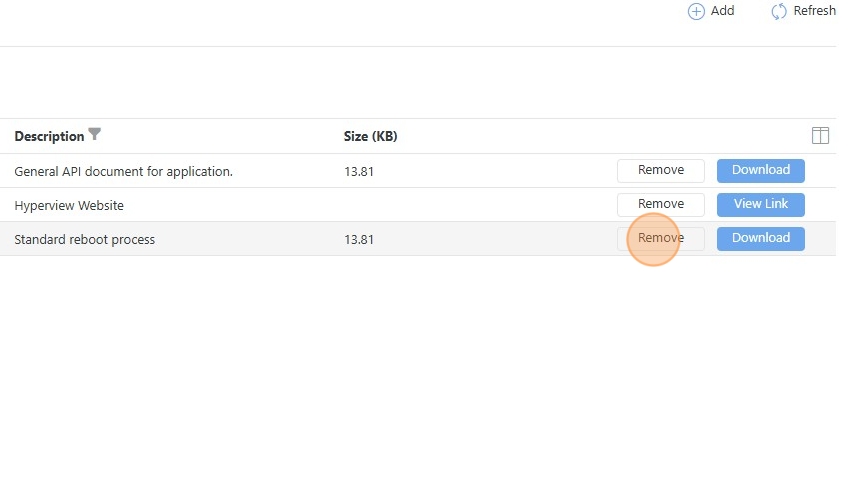 Add Refresh
Description Size (KB)
General API document for application. 13.81 Remove Download
Hyperview Website Remove View Link
Standard reboot process 13.81 Remove Download